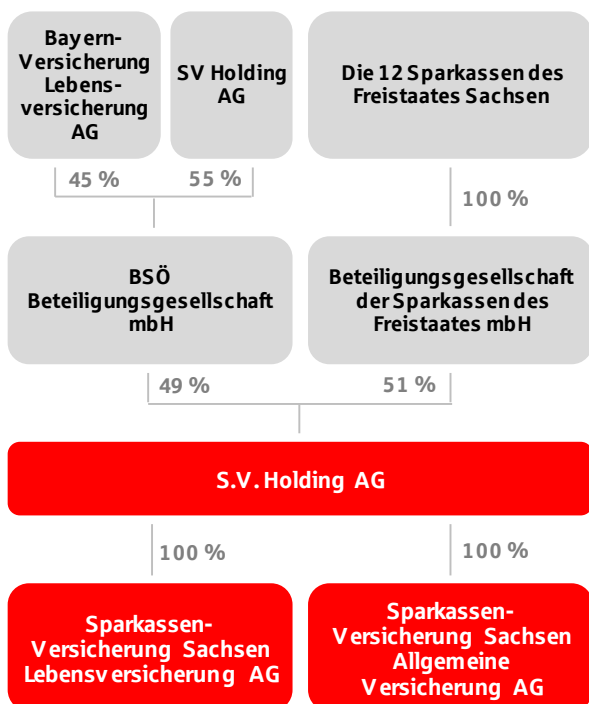 Bayern-
Versicherung
Lebens-
versicherung
AG
SV Holding
AG
Die 12 Sparkassen des
Freistaates Sachsen
45 %
55 %
100 %
BSÖ
Beteiligungsgesellschaft
mbH
Beteiligungsgesellschaft
der Sparkassen des
Freistaates mbH
49 %
51 %
S.V. Holding AG
100 %
100 %
Sparkassen-
Versicherung Sachsen
Lebensversicherung AG
Sparkassen-
Versicherung Sachsen
Allgemeine
Versicherung AG